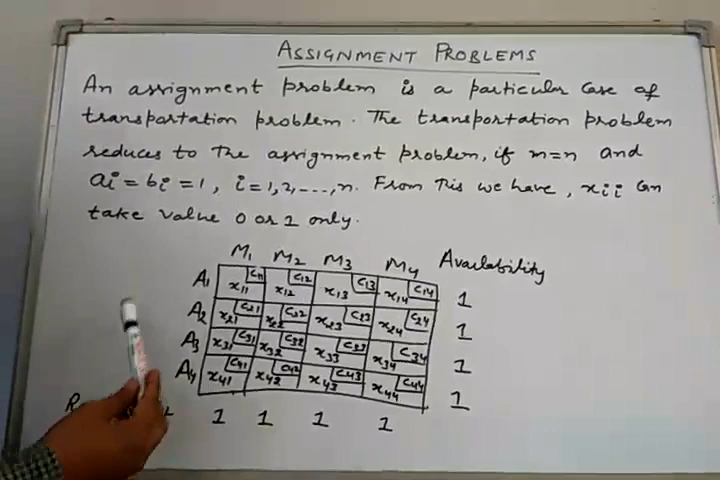 ASSIGNMENT PROBLEMS
An assignment problem is a particular case of
transportation problem. The transportation problem
reduces to the assignment problem, if m=n and
ai = bi = 1, i=1,2,...,n. From this we have, xii can
take value 0 or 1 only.
M1 M2 M3 M4 Availability
A1 x11 c11 x12 c12 x13 c13 x14 c14 1
A2 x21 c21 x22 c22 x23 c23 x24 c24 1
A3 x31 c31 x32 c32 x33 c33 x34 c34 1
A4 x41 c41 x42 c42 x43 c43 x44 c44 1
1 1 1 1